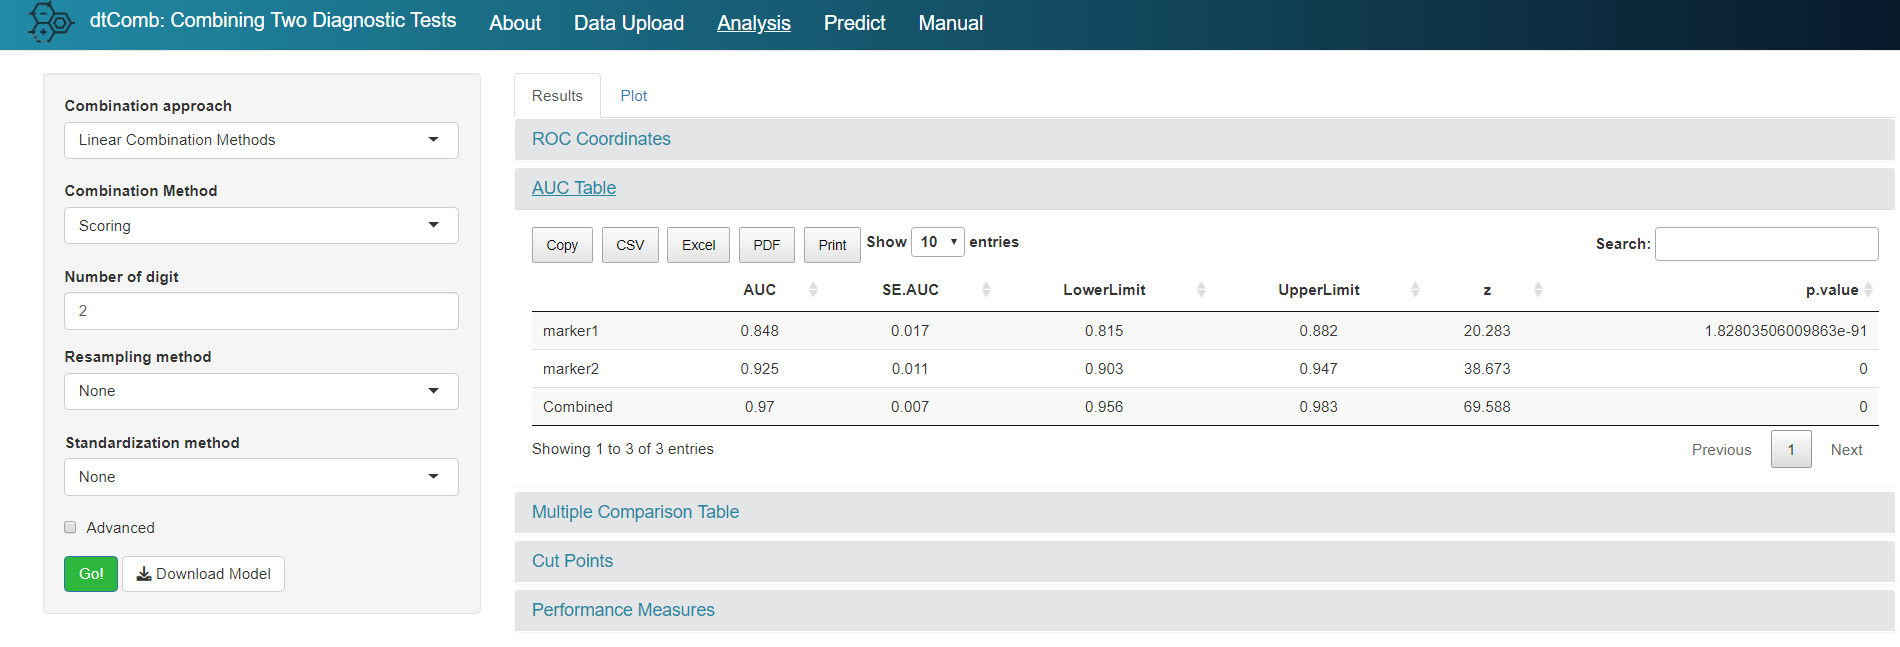 dtComb: Combining Two Diagnostic Tests About Data Upload Analysis Predict Manual
Combination approach
Linear Combination Methods
Combination Method
Scoring
Number of digit
2
Resampling method
None
Standardization method
None
Advanced
Go! Download Model
Results Plot
ROC Coordinates
AUC Table
Copy CSV Excel PDF Print Show 10 entries Search:
AUC SE.AUC LowerLimit UpperLimit z p.value
marker1 0.848 0.017 0.815 0.882 20.283 1.82803506009863e-91
marker2 0.925 0.011 0.903 0.947 38.673 0
Combined 0.97 0.007 0.956 0.983 69.588 0
Showing 1 to 3 of 3 entries Previous 1 Next
Multiple Comparison Table
Cut Points
Performance Measures